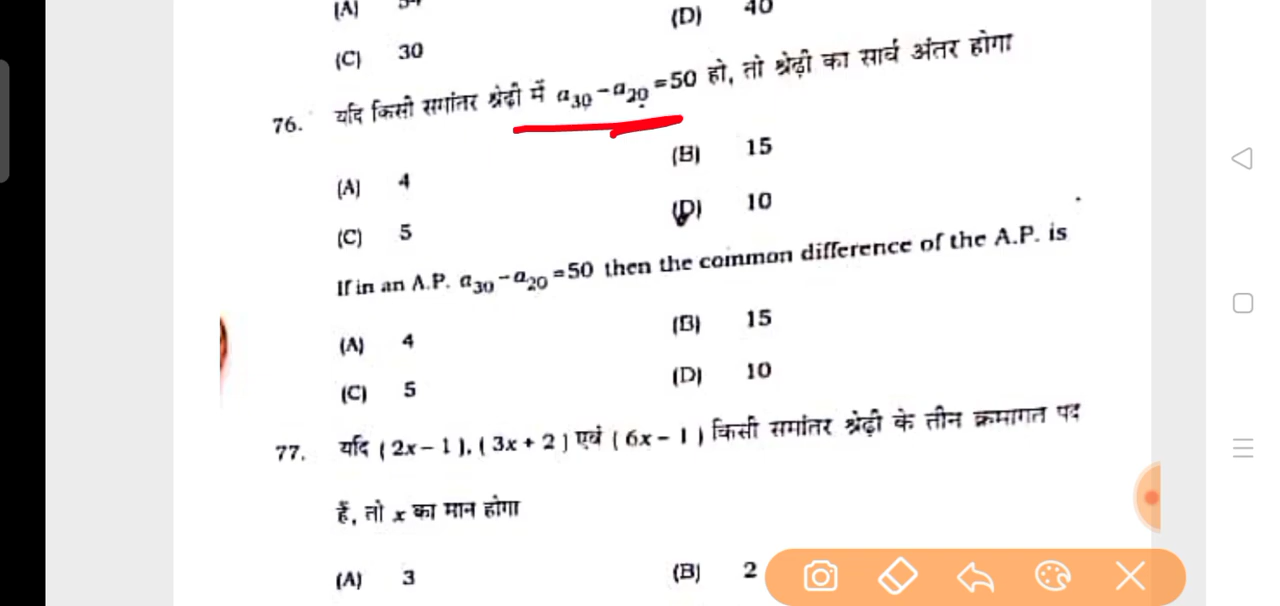 (A)
(D) 40
(C) 30
76. यदि किसी समांतर श्रेढ़ी में a₃₀ - a₂₀ = 50 हो, तो श्रेढ़ी का सार्व अंतर होगा
(A) 4 (B) 15
(C) 5 (D) 10
If in an A.P. a₃₀ - a₂₀ = 50 then the common difference of the A.P. is
(A) 4 (B) 15
(C) 5 (D) 10
77. यदि ( 2x - 1 ), ( 3x + 2 ) एवं ( 6x - 1 ) किसी समांतर श्रेढ़ी के तीन क्रमागत पद
हैं, तो x का मान होगा
(A) 3 (B) 2